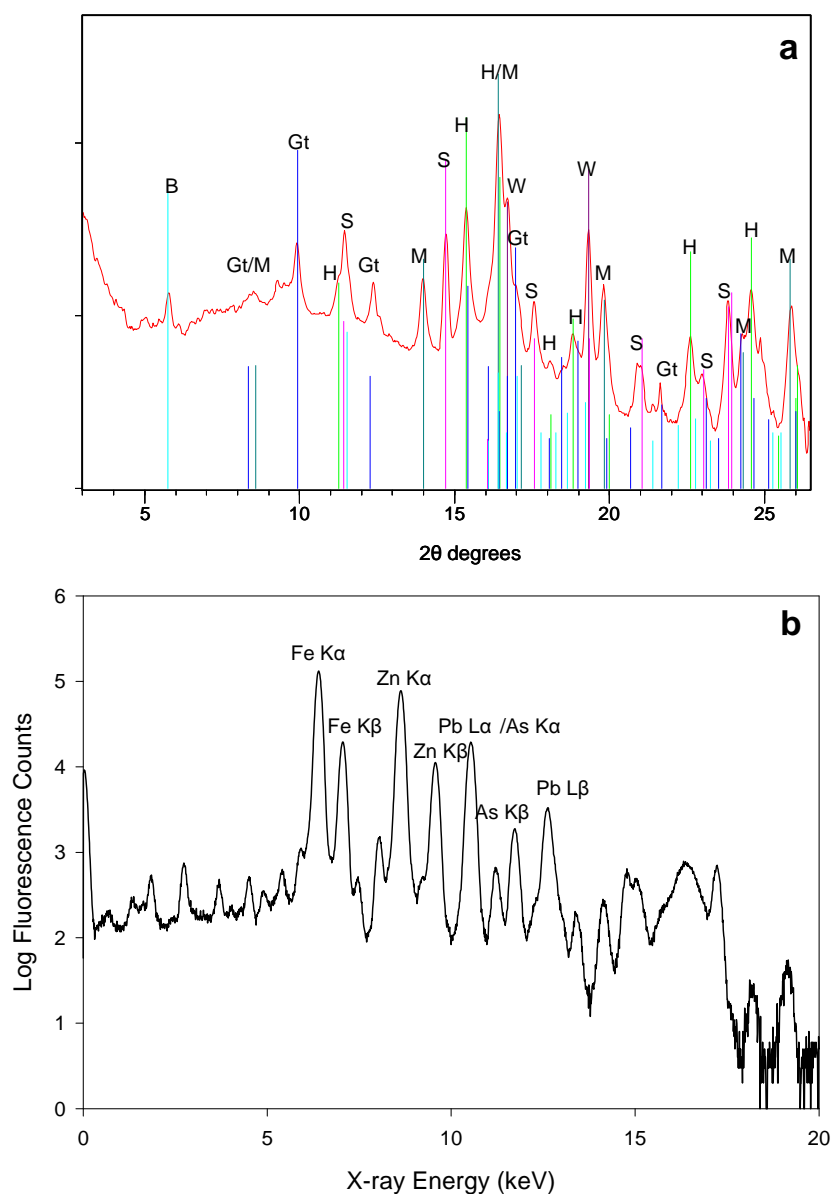 a
H/M
H
Gt
S
W
W
B
S
Gt
Gt/M
H
Gt
M
S
H
H
M
H
H
M
S
S
M
S
Gt
5 10 15 20 25
2θ degrees
b
6
5
4
3
2
1
0
Fe Kα
Zn Kα
Fe Kβ
Pb Lα /As Kα
Zn Kβ
Pb Lβ
As Kβ
Log Fluorescence Counts
0 5 10 15 20
X-ray Energy (keV)